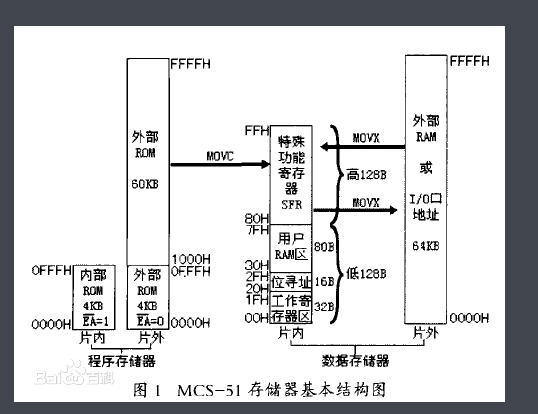 FFFFH
外部
ROM
60KB
1000H
0FFFH
内部
ROM
4KB
EA=1
0000H
片内
外部
ROM
4KB
EA=0
0FFFH
0000H
片外
程序存储器
MOVC
FFH
特殊
功能
寄存
器
SFR
80H
7FH
用户
RAM区
80B
30H
2FH
位寻址
16B
20H
1FH
工作寄
存器区
32B
00H
片内
高128B
低128B
MOVX
MOVX
FFFFH
外部
RAM
或
I/O口
地址
64KB
0000H
片外
数据存储器
Bai百科
图 1 MCS-51 存储器基本结构图